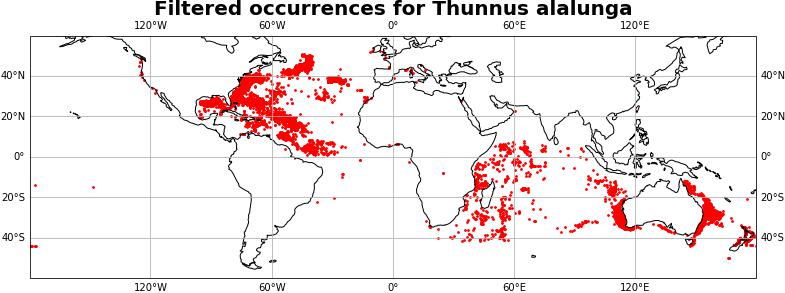 Filtered occurrences for Thunnus alalunga
120°W 60°W 0° 60°E 120°E
40°N 40°N
20°N 20°N
0° 0°
20°S 20°S
40°S 40°S
120°W 60°W 0° 60°E 120°E